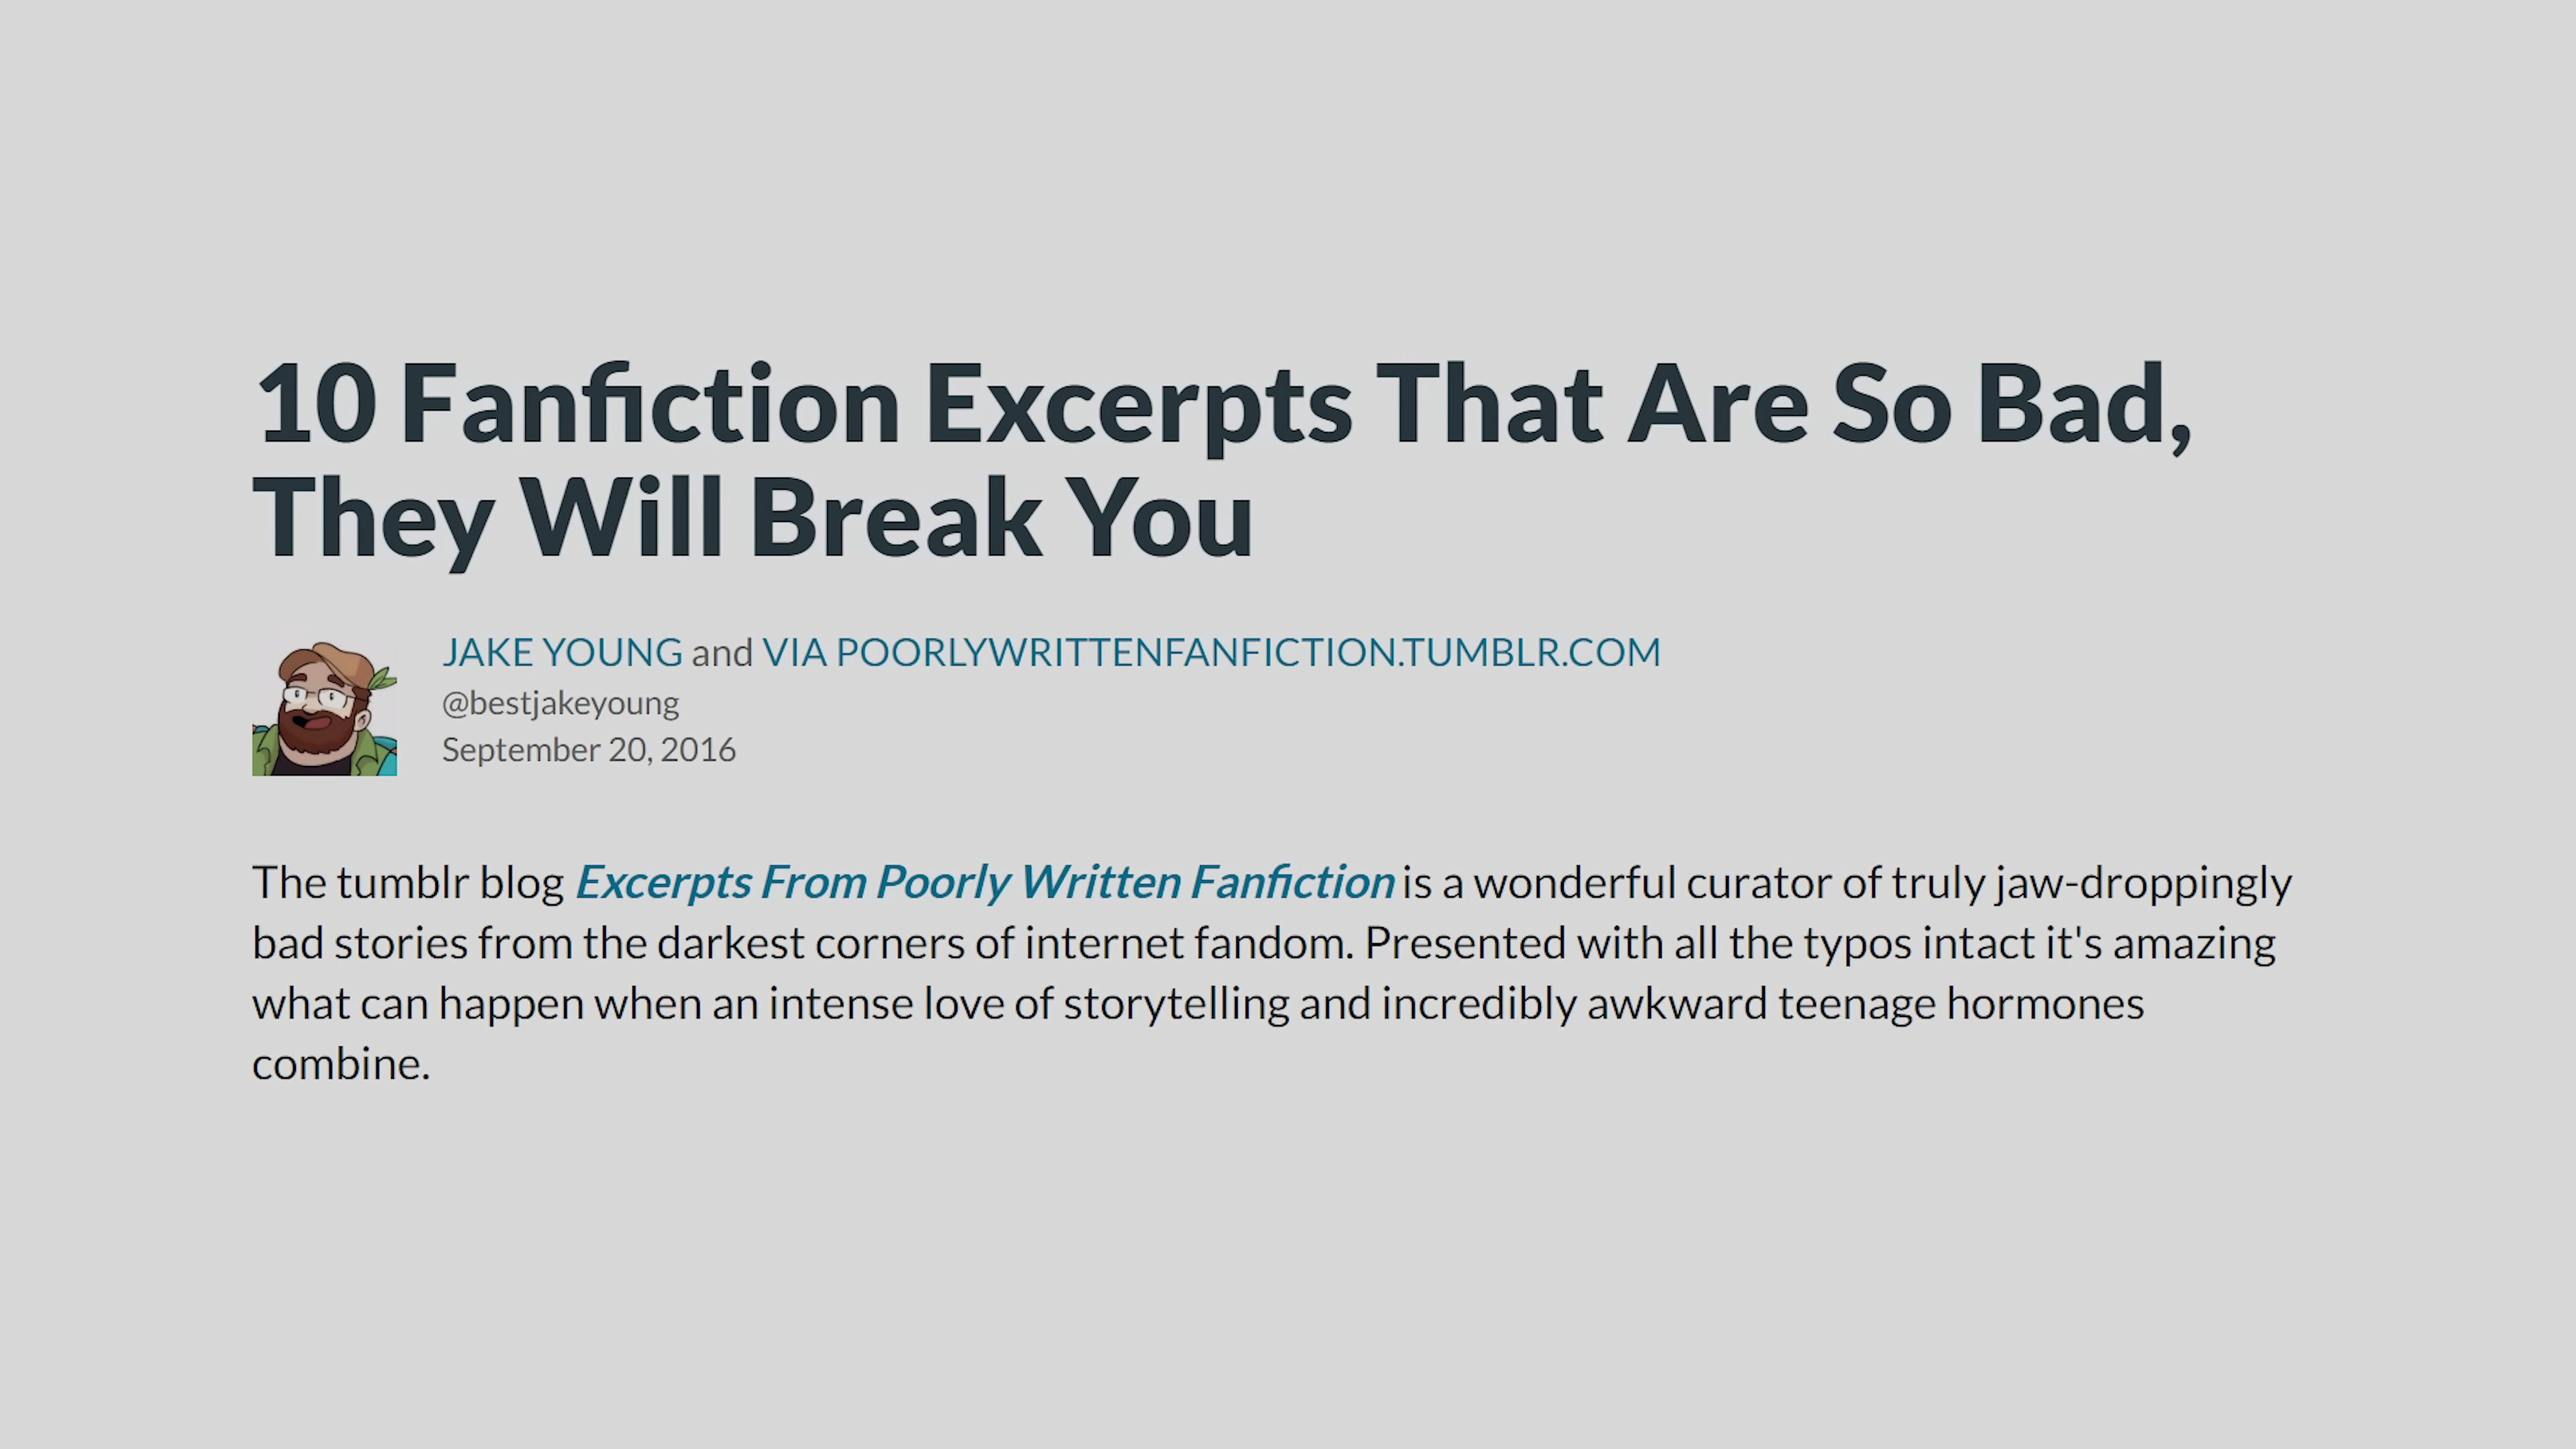 10 Fanfiction Excerpts That Are So Bad,
They Will Break You
JAKE YOUNG and VIA POORLYWRITTENFANFICTION.TUMBLR.COM
@bestjakeyoung
September 20, 2016
The tumblr blog Excerpts From Poorly Written Fanfiction is a wonderful curator of truly jaw-droppingly
bad stories from the darkest corners of internet fandom. Presented with all the typos intact it's amazing
what can happen when an intense love of storytelling and incredibly awkward teenage hormones
combine.